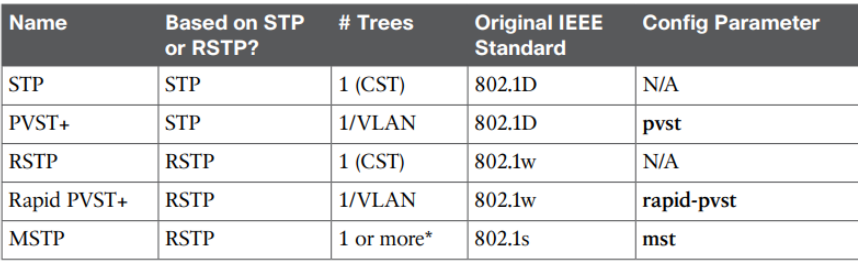 Name Based on STP or RSTP? # Trees Original IEEE Standard Config Parameter
STP STP 1 (CST) 802.1D N/A
PVST+ STP 1/VLAN 802.1D pvst
RSTP RSTP 1 (CST) 802.1w N/A
Rapid PVST+ RSTP 1/VLAN 802.1w rapid-pvst
MSTP RSTP 1 or more* 802.1s mst